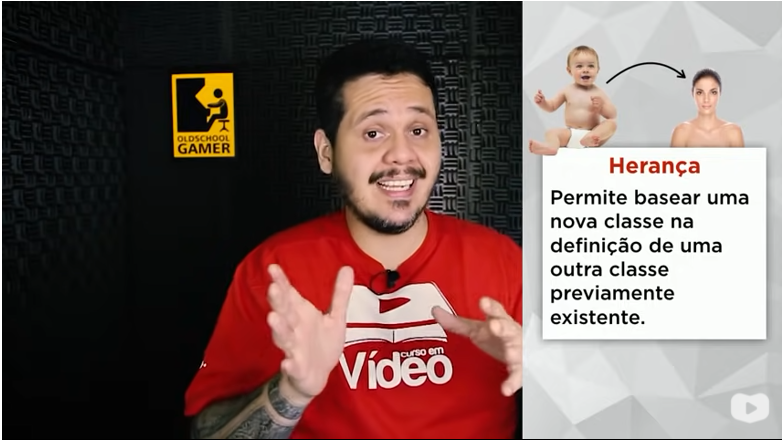 OLDSCHOOL
GAMER
curso em
Vídeo
Herança
Permite basear uma
nova classe na
definição de uma
outra classe
previamente
existente.